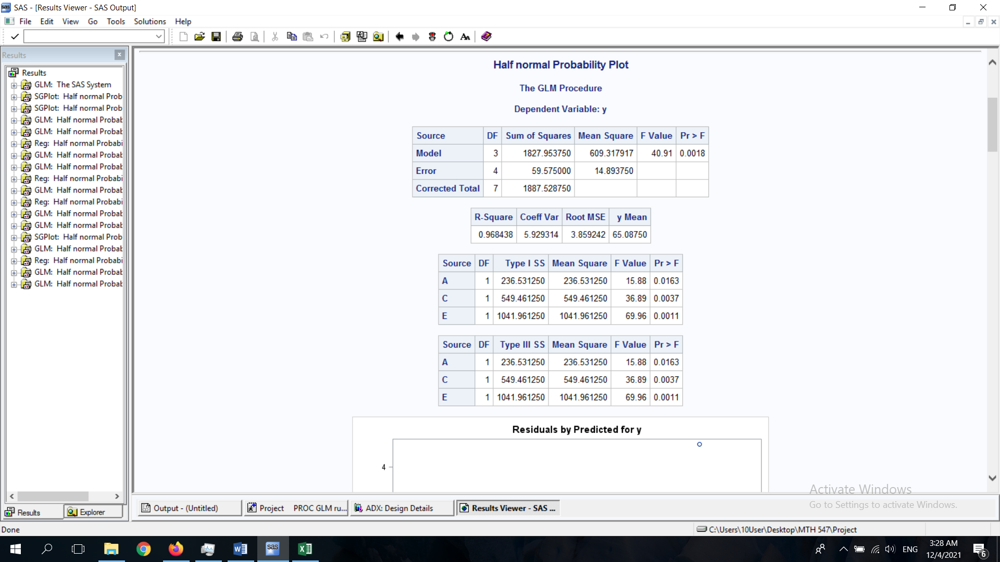 SAS - [Results Viewer - SAS Output]
File Edit View Go Tools Solutions Help
Results
Results
GLM: The SAS System
SGPlot: Half normal Prob
SGPlot: Half normal Prob
GLM: Half normal Probat
GLM: Half normal Probat
Reg: Half normal Probabi
GLM: Half normal Probat
GLM: Half normal Probat
Reg: Half normal Probabi
GLM: Half normal Probat
Reg: Half normal Probabi
GLM: Half normal Probat
GLM: Half normal Probat
SGPlot: Half normal Prob
GLM: Half normal Probat
Reg: Half normal Probabi
GLM: Half normal Probat
GLM: Half normal Probat
Results Explorer
Half normal Probability Plot
The GLM Procedure
Dependent Variable: y
Source DF Sum of Squares Mean Square F Value Pr > F
Model 3 1827.953750 609.317917 40.91 0.0018
Error 4 59.575000 14.893750
Corrected Total 7 1887.528750
R-Square Coeff Var Root MSE y Mean
0.968438 5.929314 3.859242 65.08750
Source DF Type I SS Mean Square F Value Pr > F
A 1 236.531250 236.531250 15.88 0.0163
C 1 549.461250 549.461250 36.89 0.0037
E 1 1041.961250 1041.961250 69.96 0.0011
Source DF Type III SS Mean Square F Value Pr > F
A 1 236.531250 236.531250 15.88 0.0163
C 1 549.461250 549.461250 36.89 0.0037
E 1 1041.961250 1041.961250 69.96 0.0011
Residuals by Predicted for y
4
Activate Windows
Go to Settings to activate Windows.
Output - (Untitled) Project PROC GLM ru... ADX: Design Details Results Viewer - SAS ...
Done C:\Users\10User\Desktop\MTH 547\Project
sas ENG 3:28 AM
12/4/2021 6